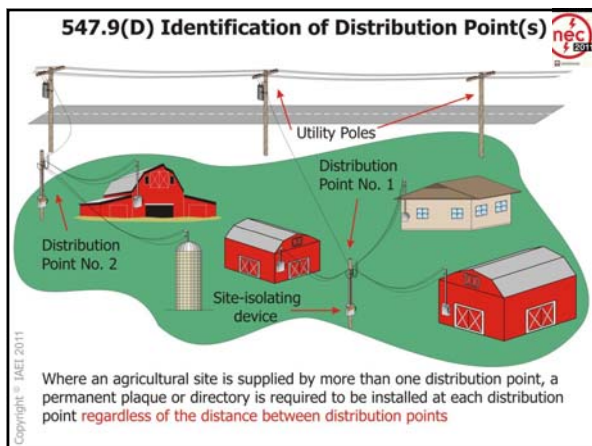 547.9(D) Identification of Distribution Point(s)
nec
2011
Utility Poles
Distribution
Point No. 1
Distribution
Point No. 2
Site-isolating
device
Copyright © IAEI 2011
Where an agricultural site is supplied by more than one distribution point, a
permanent plaque or directory is required to be installed at each distribution
point regardless of the distance between distribution points